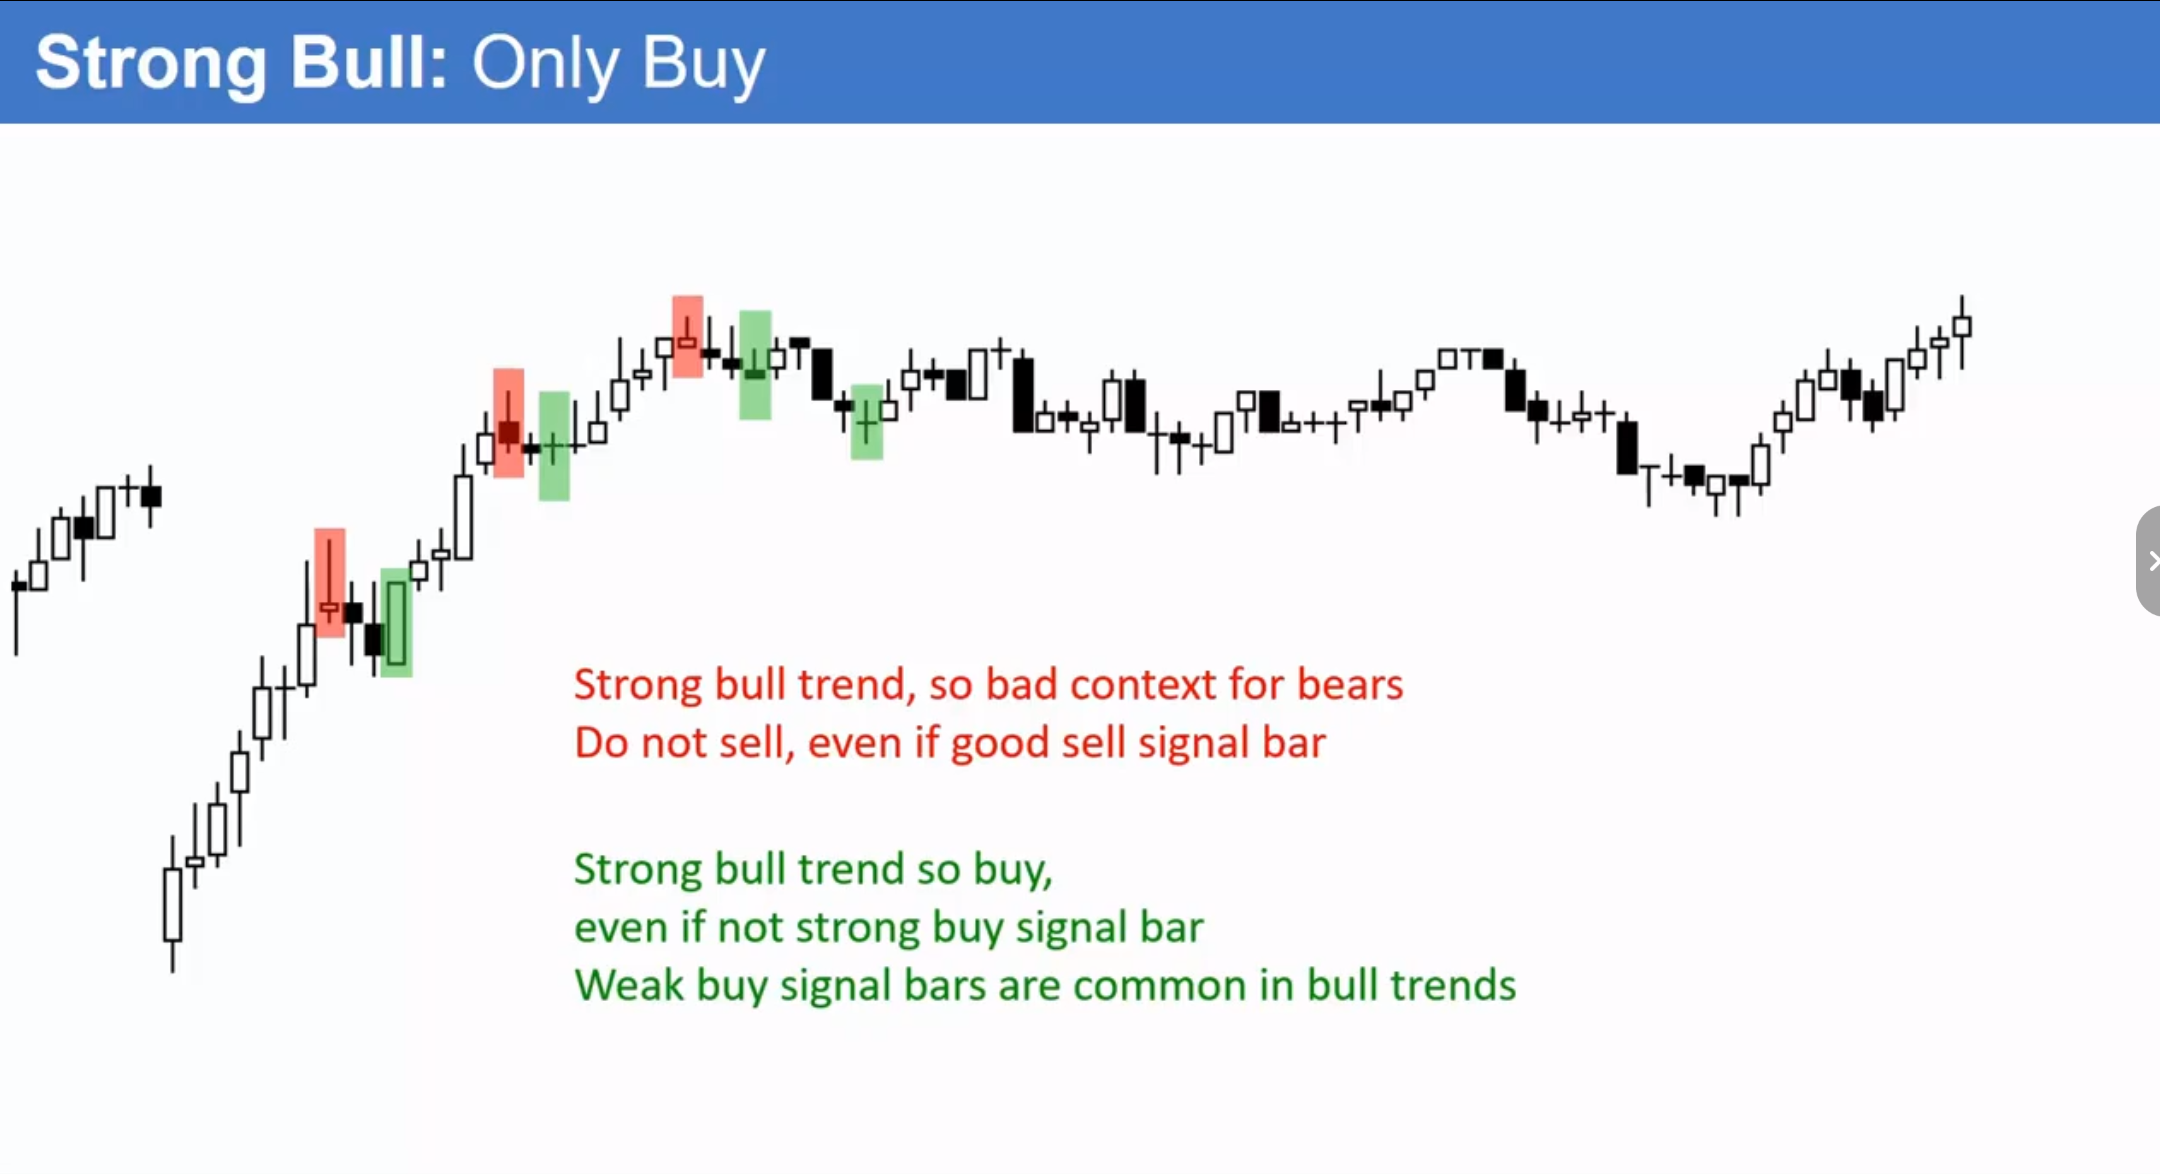 Strong Bull: Only Buy
Strong bull trend, so bad context for bears
Do not sell, even if good sell signal bar
Strong bull trend so buy,
even if not strong buy signal bar
Weak buy signal bars are common in bull trends